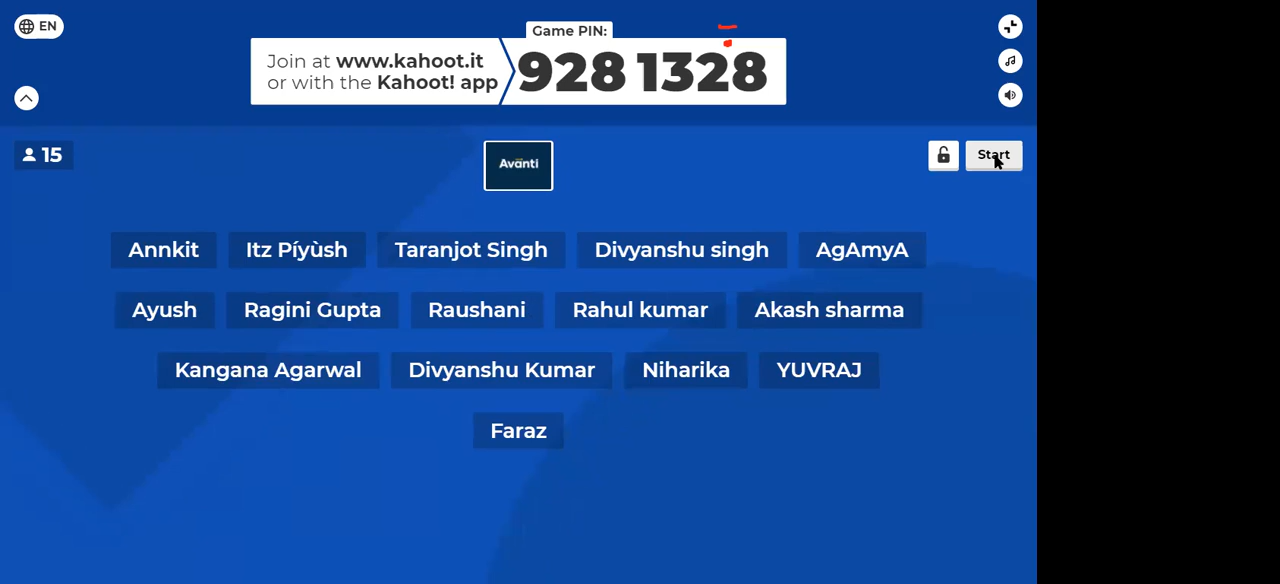 EN
Game PIN:
Join at www.kahoot.it
or with the Kahoot! app
928 1328
15
Avanti
Start
Annkit Itz Píyùsh Taranjot Singh Divyanshu singh AgAmyA
Ayush Ragini Gupta Raushani Rahul kumar Akash sharma
Kangana Agarwal Divyanshu Kumar Niharika YUVRAJ
Faraz